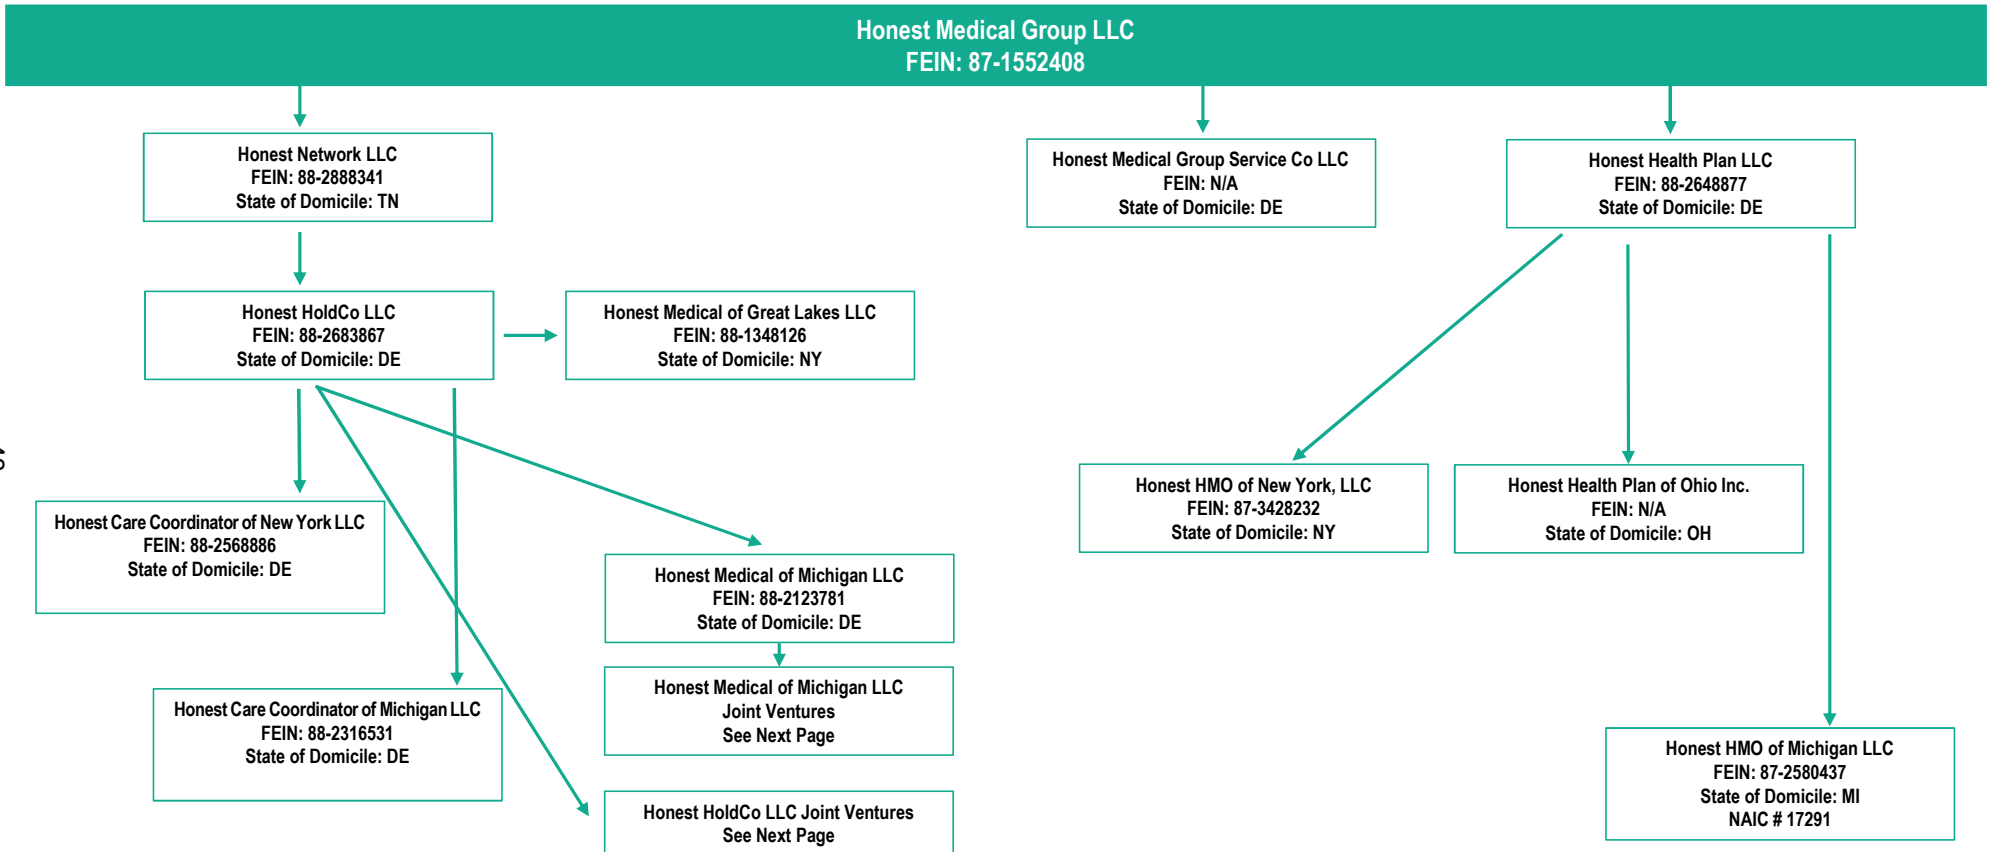 Honest Medical Group LLC
FEIN: 87-1552408
Honest Network LLC
FEIN: 88-2888341
State of Domicile: TN
Honest Medical Group Service Co LLC
FEIN: N/A
State of Domicile: DE
Honest Health Plan LLC
FEIN: 88-2648877
State of Domicile: DE
Honest HoldCo LLC
FEIN: 88-2683867
State of Domicile: DE
Honest Medical of Great Lakes LLC
FEIN: 88-1348126
State of Domicile: NY
Honest HMO of New York, LLC
FEIN: 87-3428232
State of Domicile: NY
Honest Health Plan of Ohio Inc.
FEIN: N/A
State of Domicile: OH
Honest Care Coordinator of New York LLC
FEIN: 88-2568886
State of Domicile: DE
Honest Medical of Michigan LLC
FEIN: 88-2123781
State of Domicile: DE
Honest Medical of Michigan LLC
Joint Ventures
See Next Page
Honest Care Coordinator of Michigan LLC
FEIN: 88-2316531
State of Domicile: DE
Honest HoldCo LLC Joint Ventures
See Next Page
Honest HMO of Michigan LLC
FEIN: 87-2580437
State of Domicile: MI
NAIC # 17291